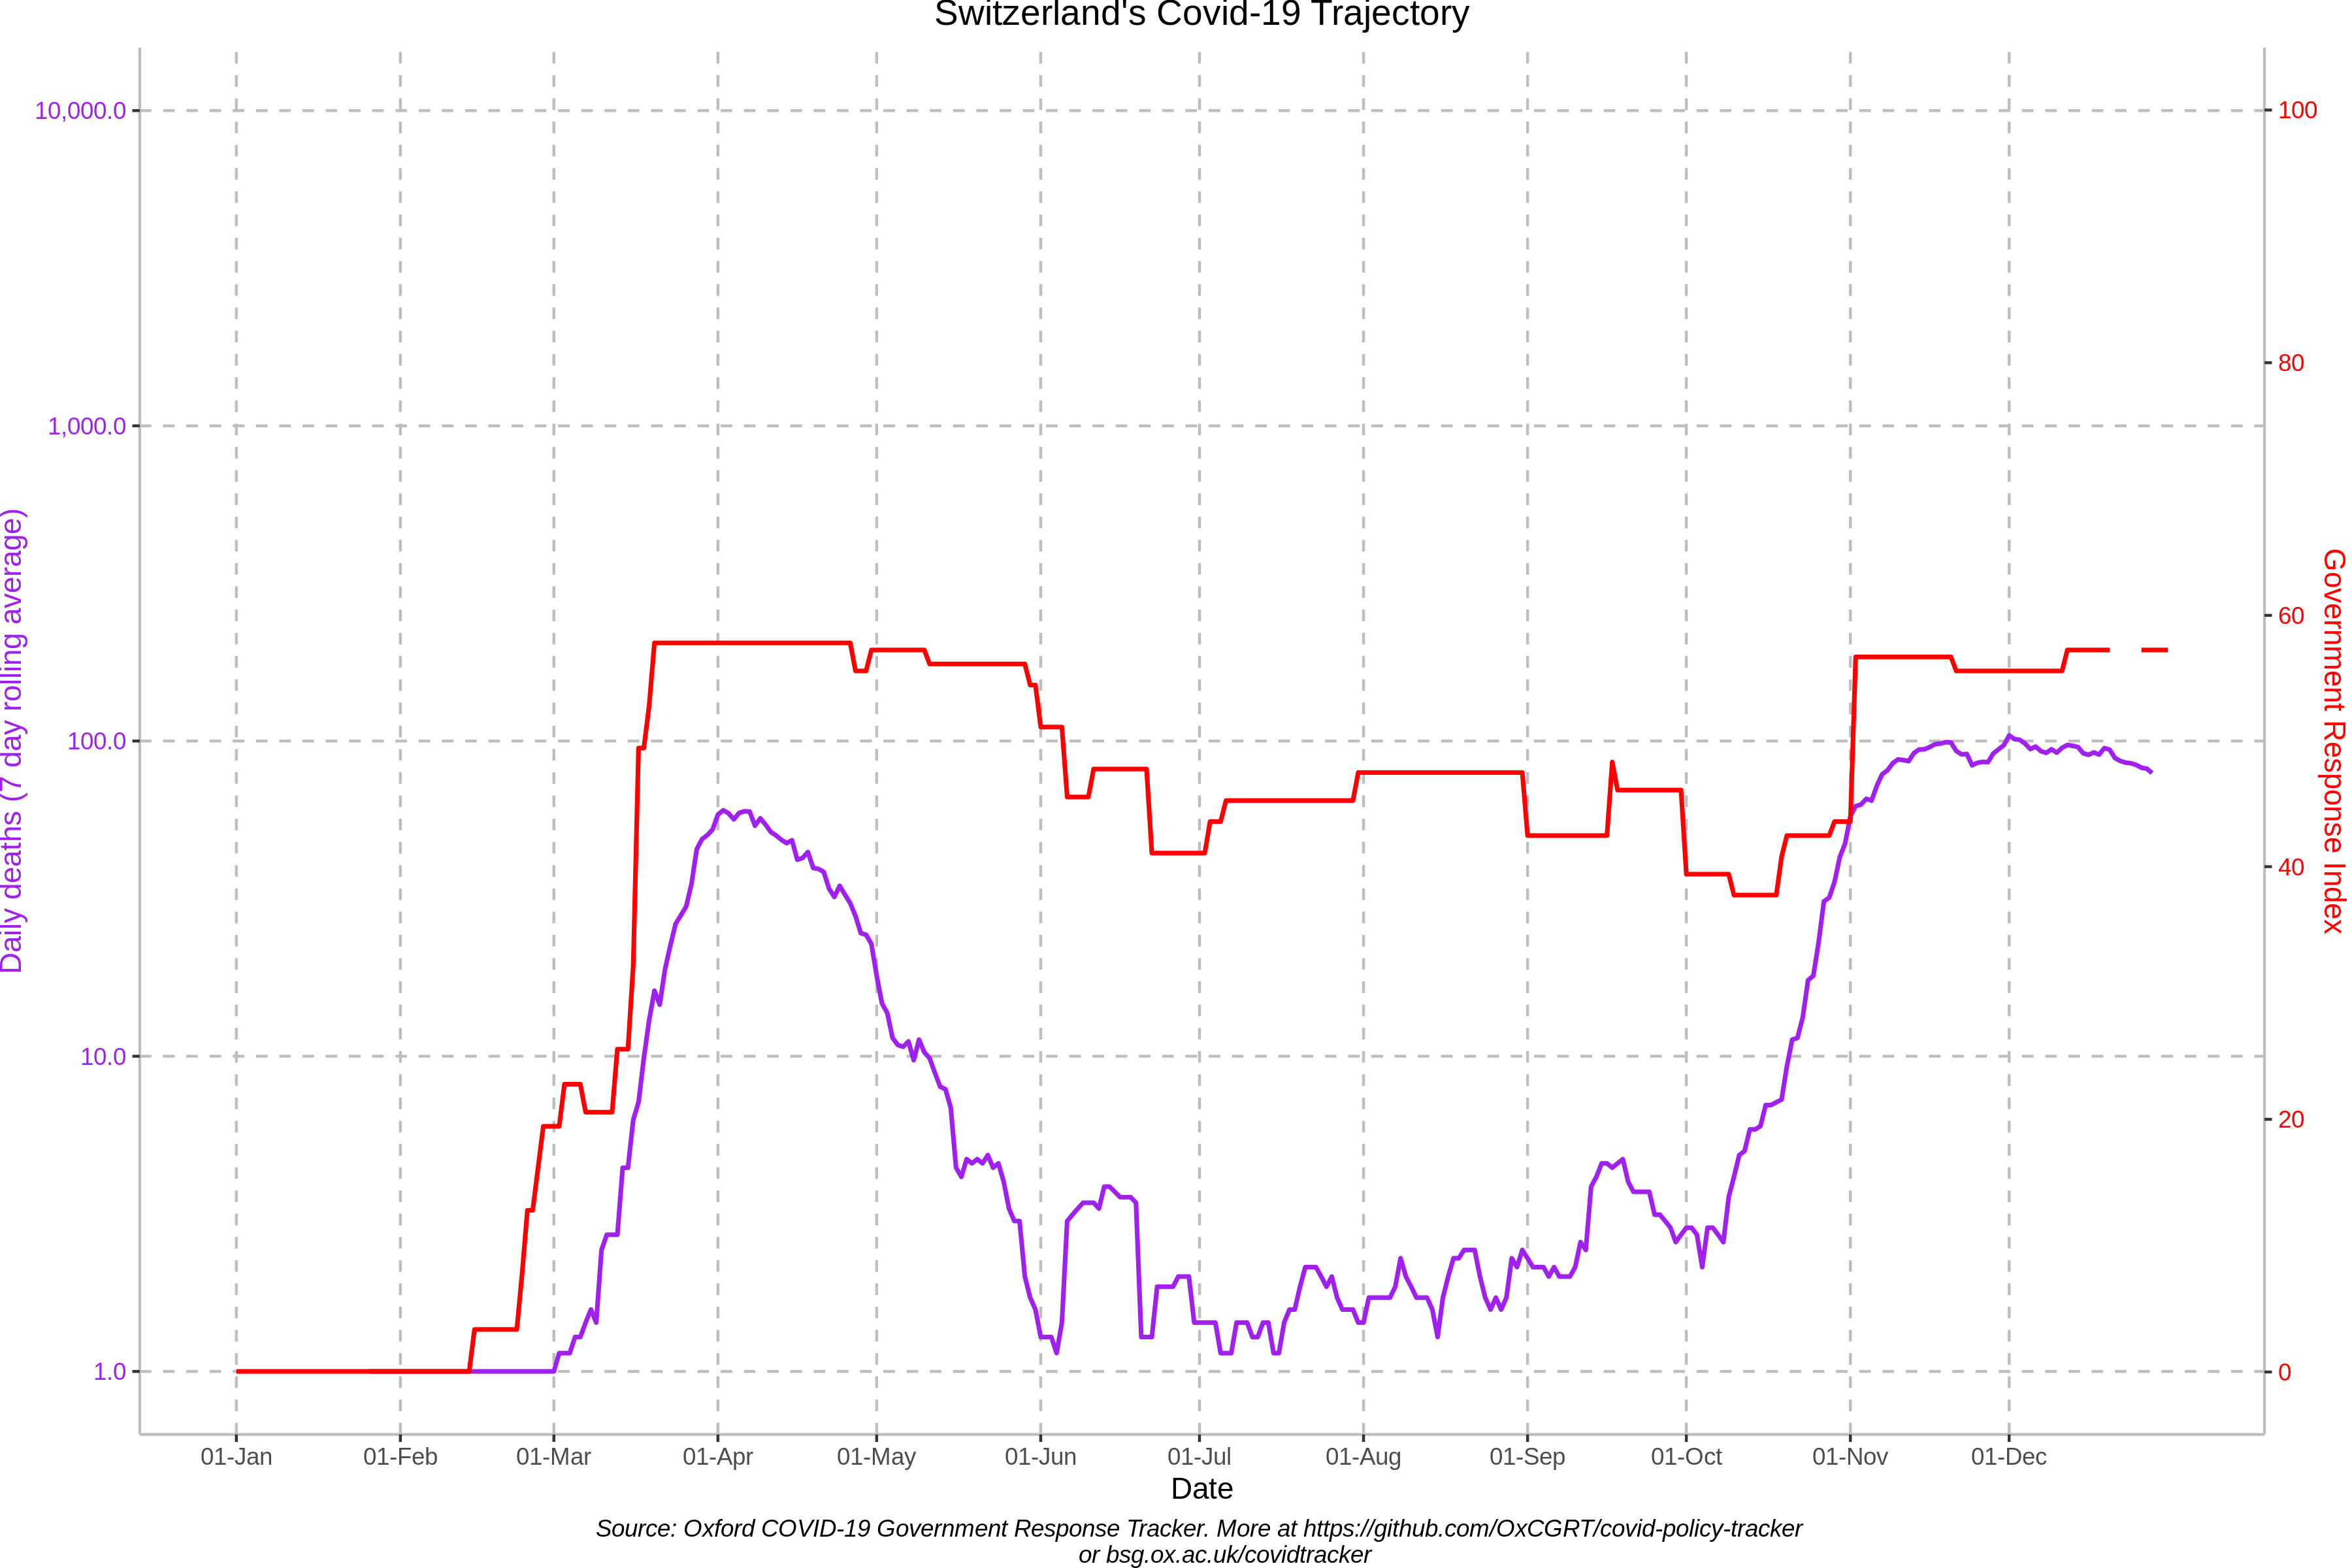 Switzerland's Covid-19 Trajectory
10,000.0
1,000.0
100.0
10.0
1.0
Daily deaths (7 day rolling average)
100
80
60
40
20
0
Government Response Index
01-Jan 01-Feb 01-Mar 01-Apr 01-May 01-Jun 01-Jul 01-Aug 01-Sep 01-Oct 01-Nov 01-Dec
Date
Source: Oxford COVID-19 Government Response Tracker. More at https://github.com/OxCGRT/covid-policy-tracker
or bsg.ox.ac.uk/covidtracker